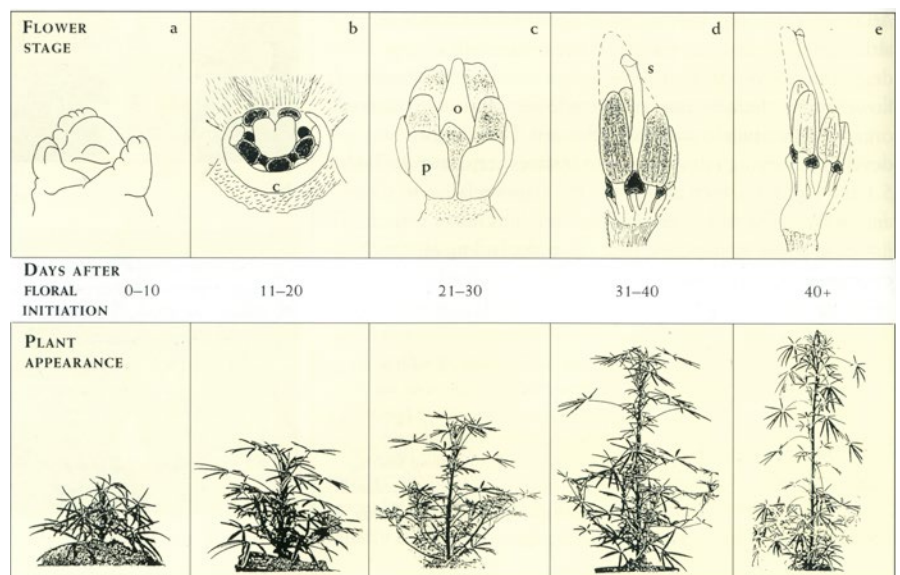 FLOWER STAGE
a
b
c
d
e
c
o
p
s
DAYS AFTER FLORAL INITIATION
0–10
11–20
21–30
31–40
40+
PLANT APPEARANCE